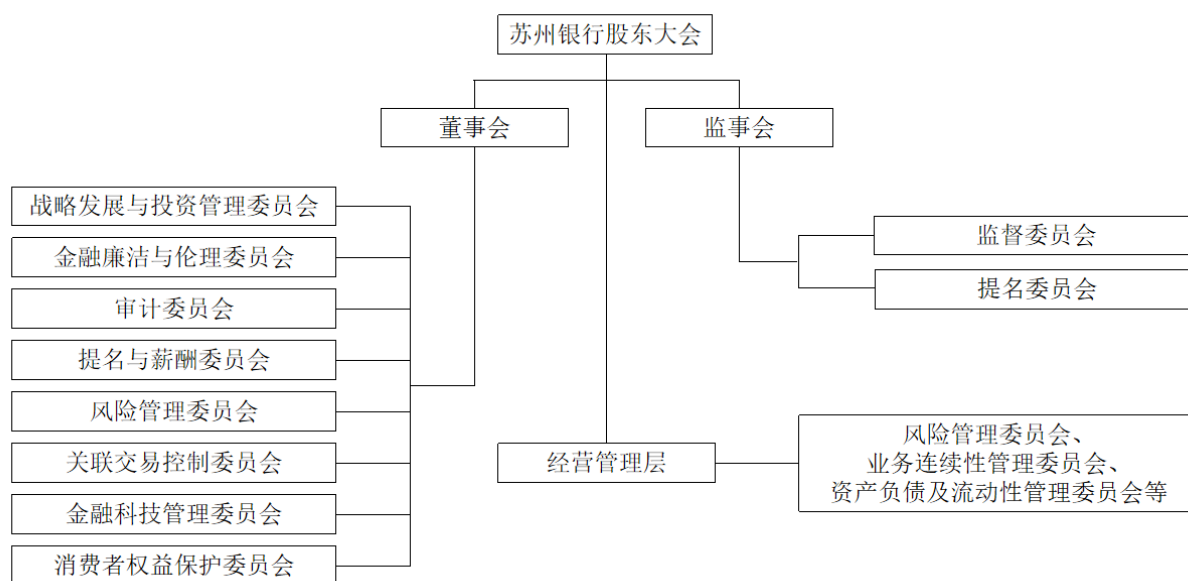 苏州银行股东大会
董事会
监事会
战略发展与投资管理委员会
金融廉洁与伦理委员会
审计委员会
提名与薪酬委员会
风险管理委员会
关联交易控制委员会
金融科技管理委员会
消费者权益保护委员会
监督委员会
提名委员会
经营管理层
风险管理委员会、
业务连续性管理委员会、
资产负债及流动性管理委员会等